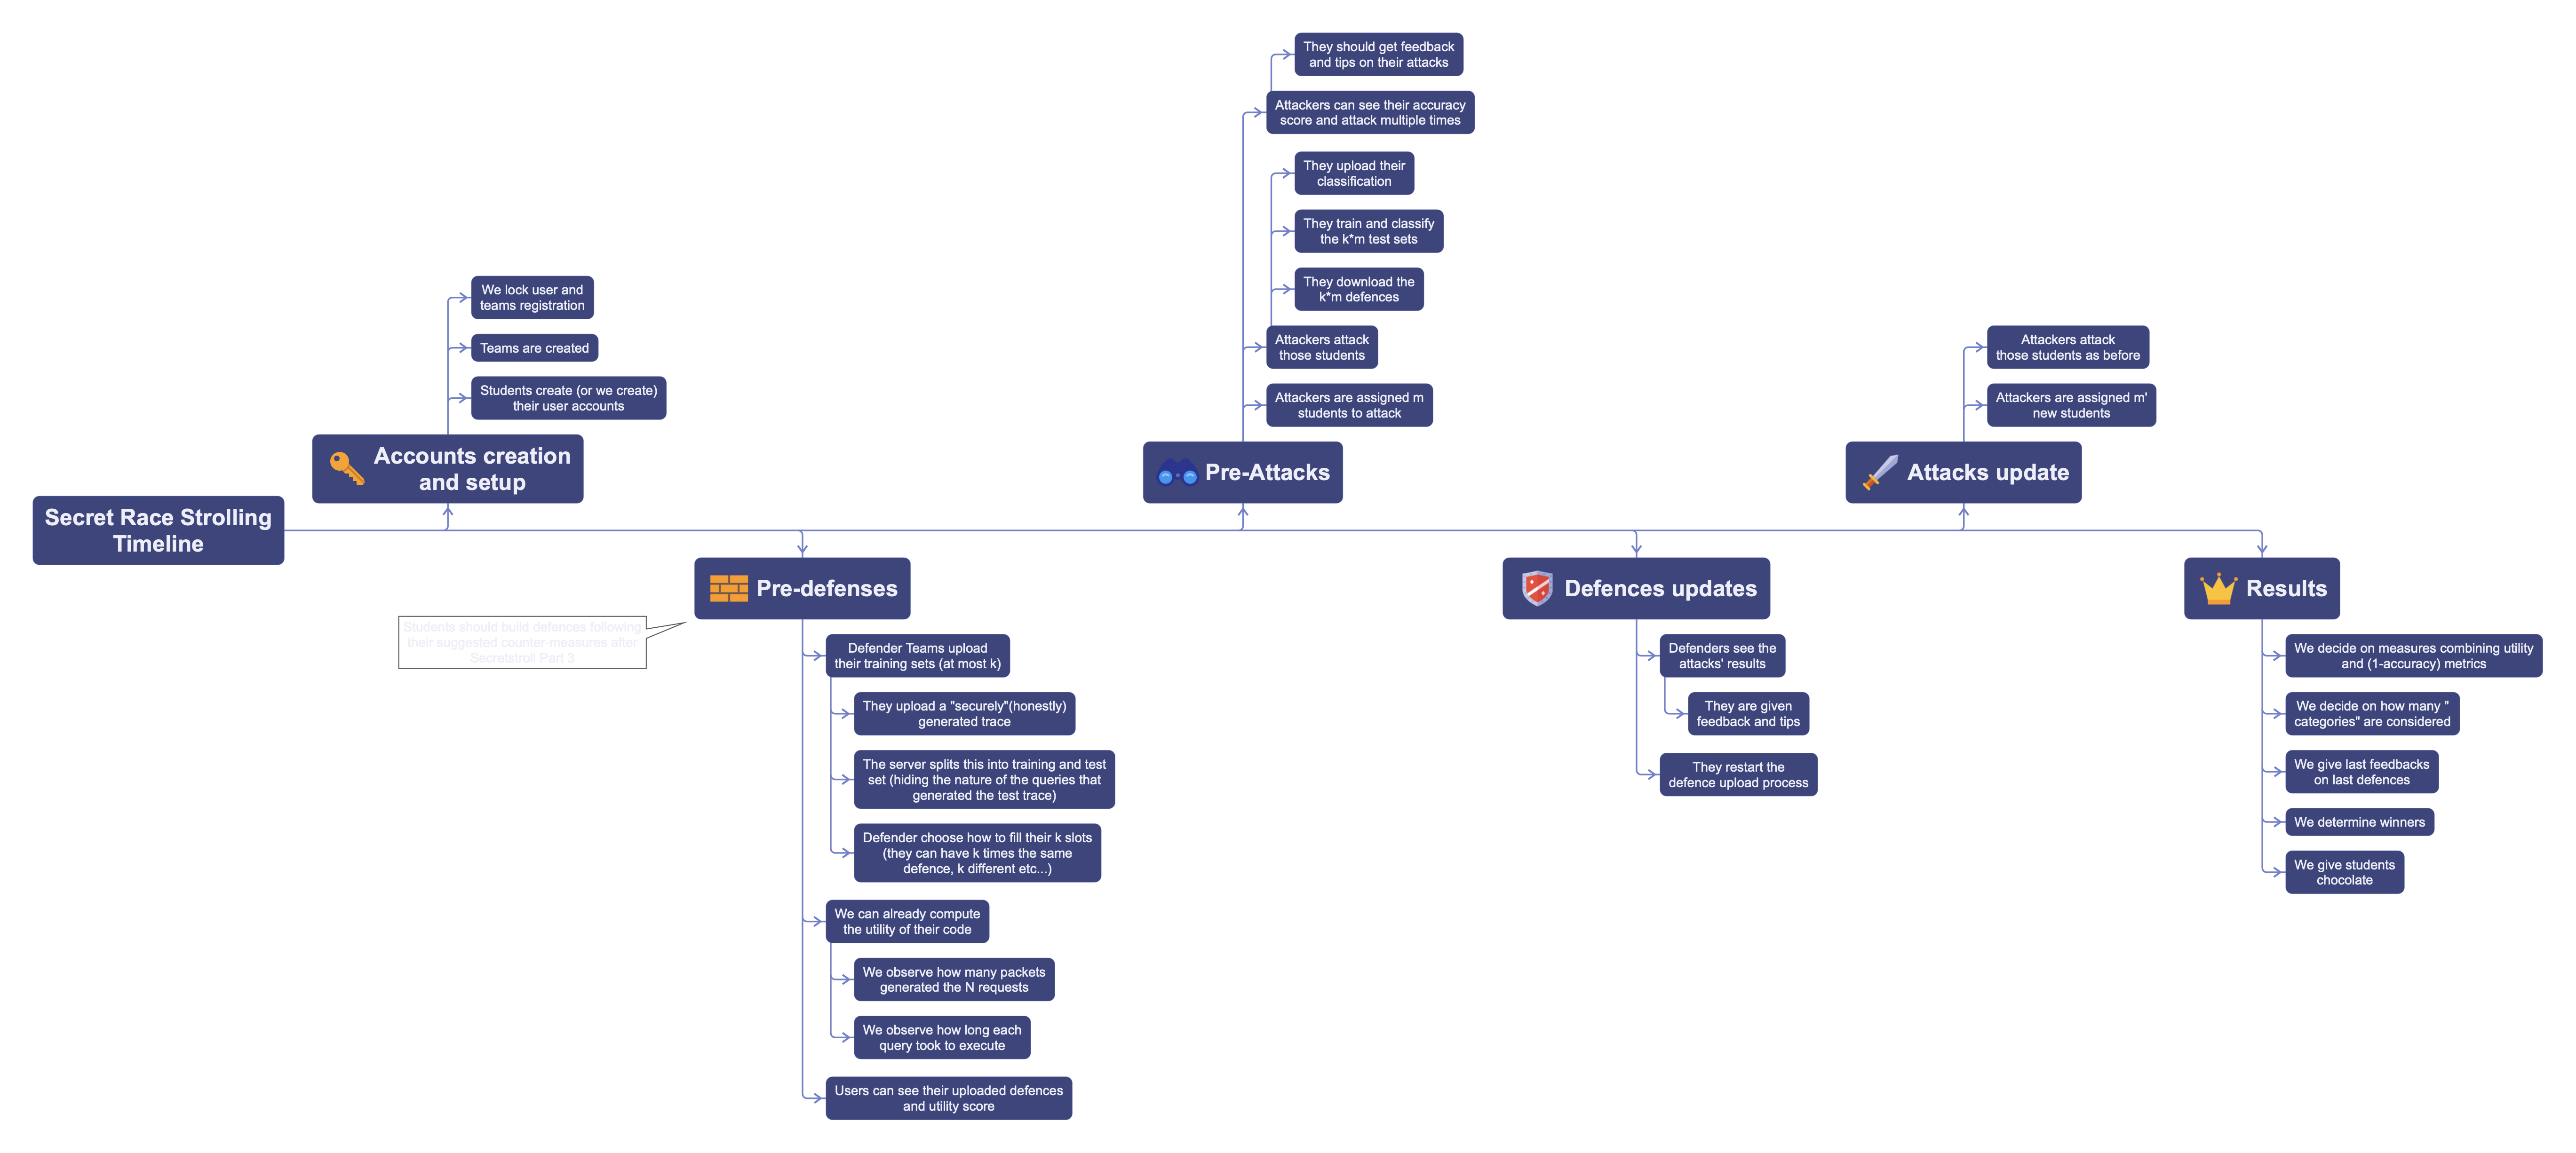 Secret Race Strolling
Timeline
Accounts creation
and setup
We lock user and
teams registration
Teams are created
Students create (or we create)
their user accounts
Pre-defenses
Students should build defences following
their suggested counter-measures after
Secretstroll Part 3
Defender Teams upload
their training sets (at most k)
They upload a "securely"(honestly)
generated trace
The server splits this into training and test
set (hiding the nature of the queries that
generated the test trace)
Defender choose how to fill their k slots
(they can have k times the same
defence, k different etc...)
We can already compute
the utility of their code
We observe how many packets
generated the N requests
We observe how long each
query took to execute
Users can see their uploaded defences
and utility score
They should get feedback
and tips on their attacks
Attackers can see their accuracy
score and attack multiple times
They upload their
classification
They train and classify
the k*m test sets
They download the
k*m defences
Attackers attack
those students
Attackers are assigned m
students to attack
Pre-Attacks
Defences updates
Defenders see the
attacks' results
They are given
feedback and tips
They restart the
defence upload process
Attackers attack
those students as before
Attackers are assigned m'
new students
Attacks update
Results
We decide on measures combining utility
and (1-accuracy) metrics
We decide on how many "
categories" are considered
We give last feedbacks
on last defences
We determine winners
We give students
chocolate